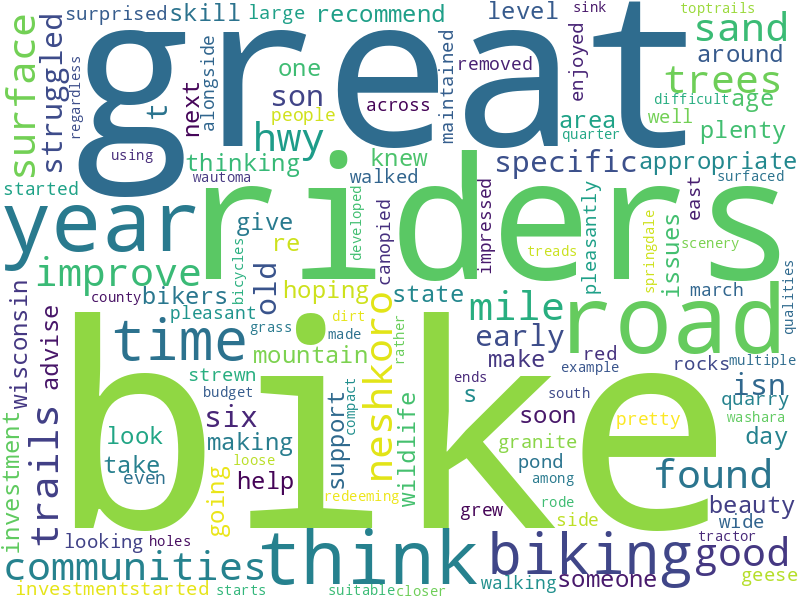 surprised
skill
large
recommend
level
sink
toptrails
great
sand
surface
struggled
regardless
alongside
t
next
son
one
people
across
removed
enjoyed
maintained
around
trees
difficult
age
hwy
area
quarter
well
plenty
using
thinking
knew
specific
appropriate
started
wautoma
walked
surfaced
year
riders
give
re
developed
canopied
impressed
treads
pleasantly
springdale
issues
east
scenery
improve
bicycles
old
hoping
state
mile
march
qualities
county
bikers
pleasant
grass
dirt
made
neshkoro
rather
early
road
wisconsin
advise
time
mountain
make
red
example
rocks
multiple
bike
strewn
budget
compact
ends
south
isn
quarry
trails
look
six
support
wildlife
s
soon
pretty
washara
day
investment
take
even
making
going
loose
help
redeeming
granite
pond
among
found
beauty
looking
holes
grew
rode
side
wide
tractor
communities
think
biking
good
someone
geese
investmentstarted
starts
suitable
closer
walking